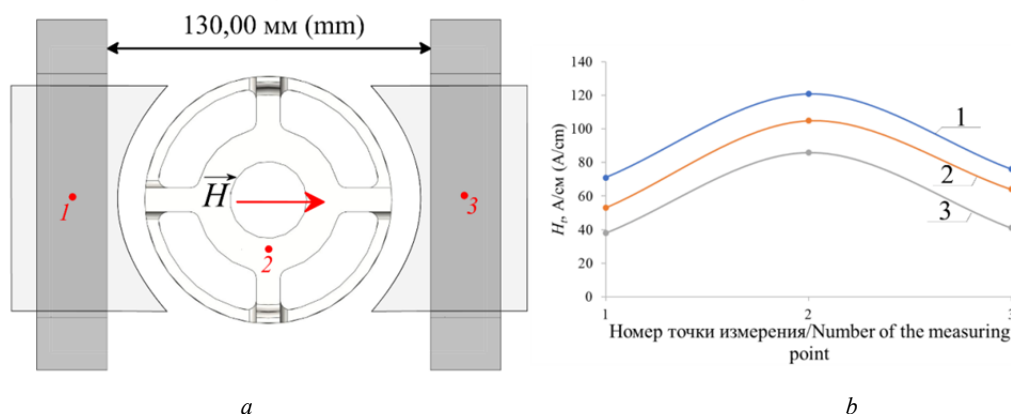 130,00 мм (mm)
H
1
2
3
a
140
120
100
80
60
40
20
0
Hτ, А/см (A/cm)
1
2
3
1
2
3
Номер точки измерения/Number of the measuring
point
b